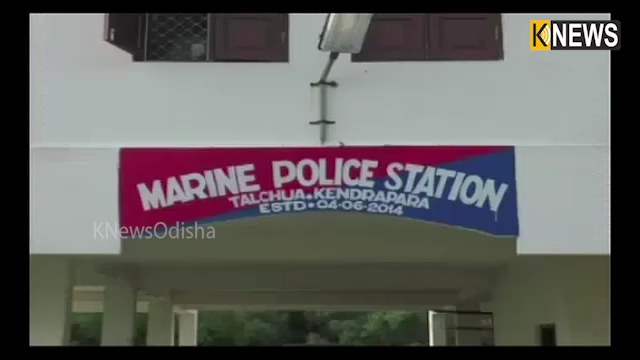 KNEWS
MARINE POLICE STATION
TALCHUA•KENDRAPARA
ESTD•04-06-2014
KNewsOdisha